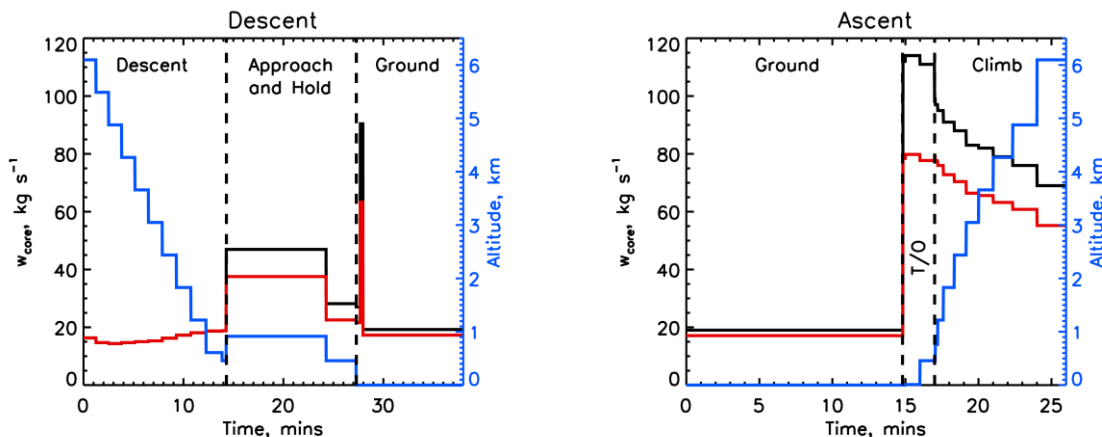 Descent
Descent
Approach
and Hold
Ground
120
100
80
60
40
20
0
w_core, kg s⁻¹
6
5
4
3
2
1
0
Altitude, km
0 10 20 30
Time, mins
Ascent
Ground
T/O
Climb
120
100
80
60
40
20
0
w_core, kg s⁻¹
6
5
4
3
2
1
0
Altitude, km
0 5 10 15 20 25
Time, mins